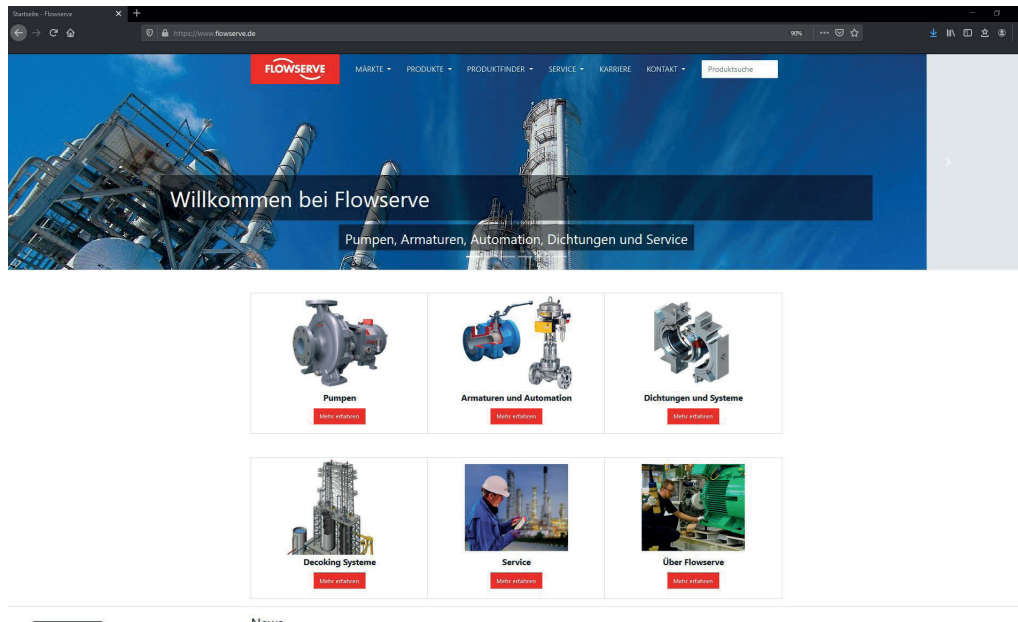 Startseite - Flowserve
https://www.flowserve.de
90%
FLOWSERVE
MÄRKTE
PRODUKTE
PRODUKTFINDER
SERVICE
KARRIERE
KONTAKT
Produktsuche
Willkommen bei Flowserve
Pumpen, Armaturen, Automation, Dichtungen und Service
Pumpen
Armaturen und Automation
Dichtungen und Systeme
Mehr erfahren
Mehr erfahren
Mehr erfahren
Decoking Systeme
Service
Über Flowserve
Mehr erfahren
Mehr erfahren
Mehr erfahren
News